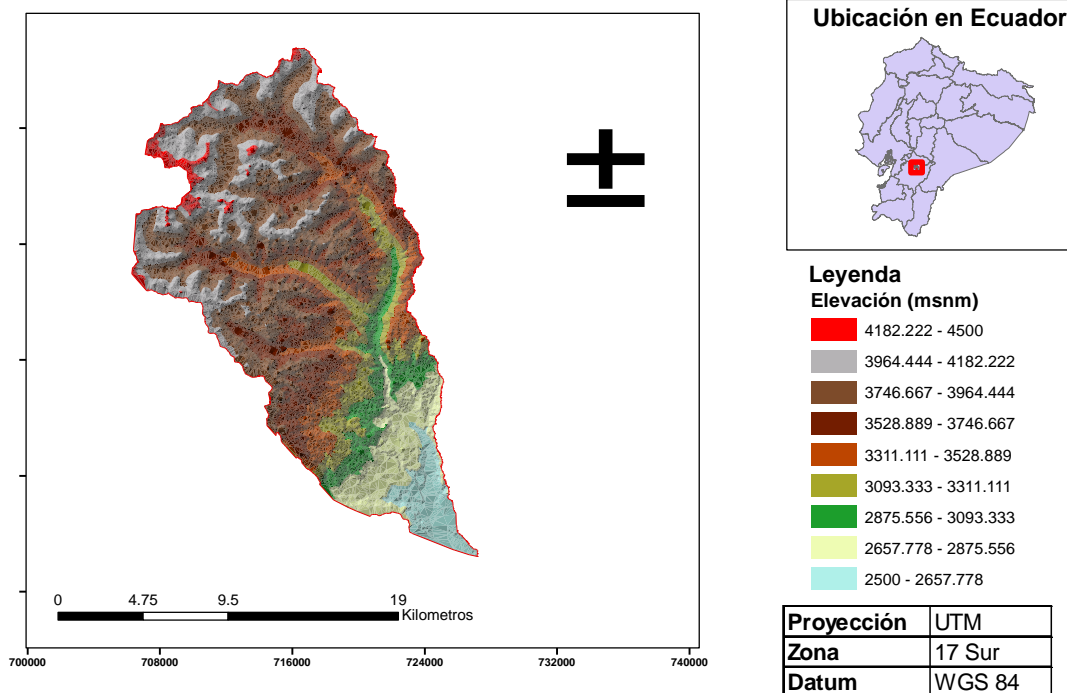 Ubicación en Ecuador
Leyenda
Elevación (msnm)
4182.222 - 4500
3964.444 - 4182.222
3746.667 - 3964.444
3528.889 - 3746.667
3311.111 - 3528.889
3093.333 - 3311.111
2875.556 - 3093.333
2657.778 - 2875.556
2500 - 2657.778
0 4.75 9.5 19
Kilometros
700000 708000 716000 724000 732000 740000
Proyección UTM
Zona 17 Sur
Datum WGS 84